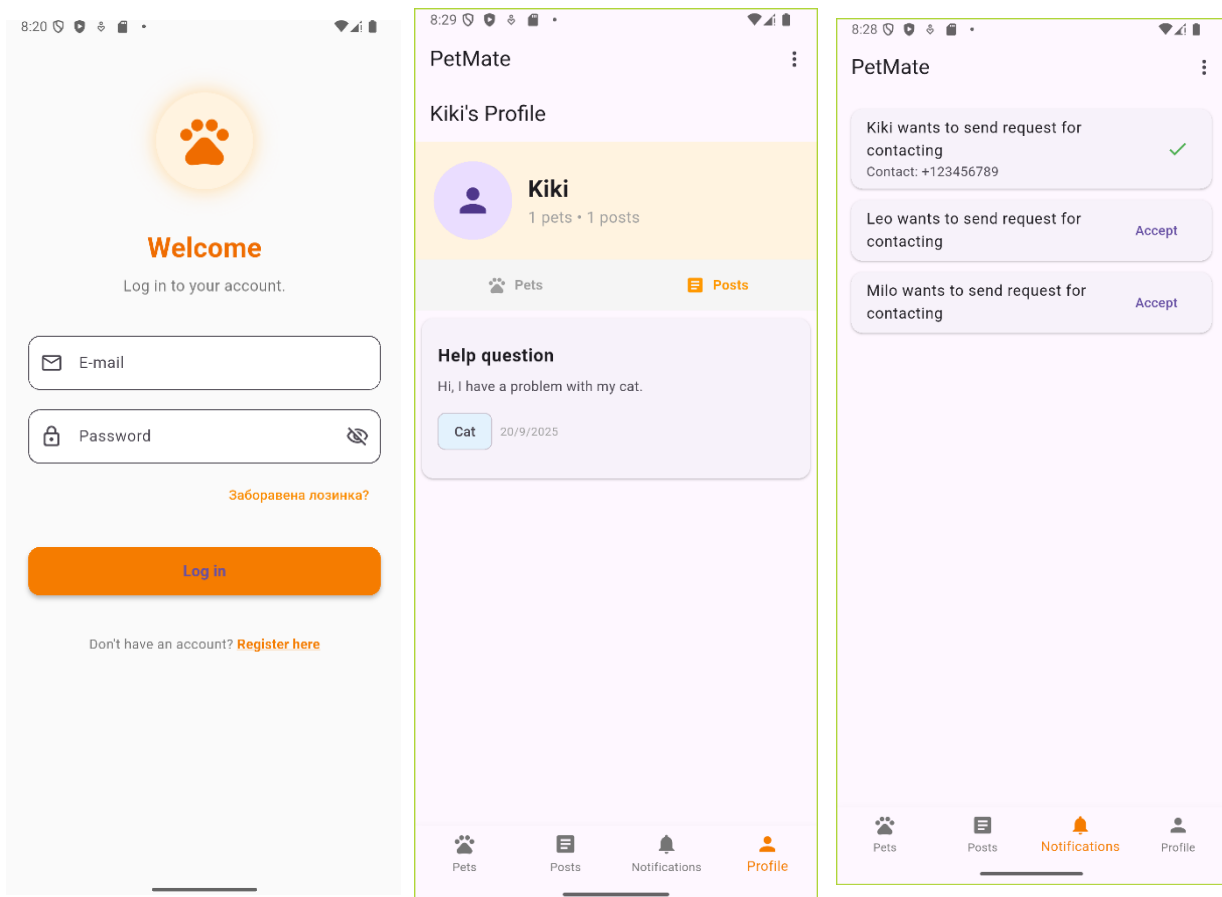 8:20
Welcome
Log in to your account.
E-mail
Password
Заборавена лозинка?
Log in
Don't have an account? Register here
8:29
PetMate
Kiki's Profile
Kiki
1 pets • 1 posts
Pets
Posts
Help question
Hi, I have a problem with my cat.
Cat
20/9/2025
Pets
Posts
Notifications
Profile
8:28
PetMate
Kiki wants to send request for
contacting
Contact: +123456789
Leo wants to send request for
contacting
Accept
Milo wants to send request for
contacting
Accept
Pets
Posts
Notifications
Profile